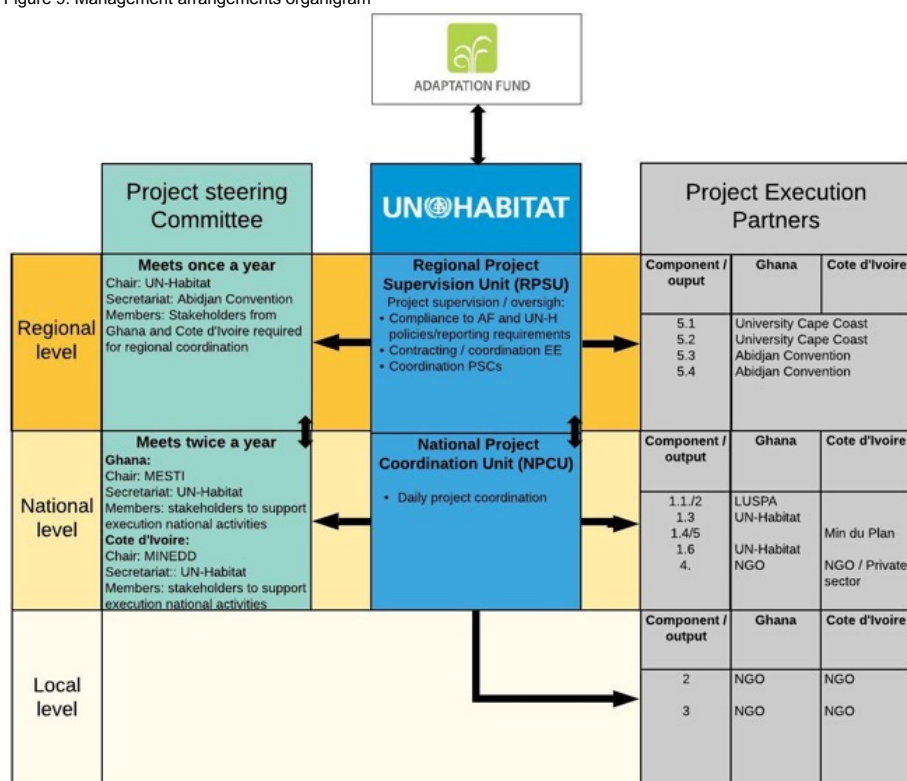 Figure 9. Management arrangements organigram
ADAPTATION FUND
Project steering
Committee
UN HABITAT
Project Execution
Partners
Regional
level
Meets once a year
Chair: UN-Habitat
Secretariat: Abidjan Convention
Members: Stakeholders from
Ghana and Cote d'Ivoire required
for regional coordination
Regional Project
Supervision Unit (RPSU)
Project supervision / oversigh:
• Compliance to AF and UN-H
policies/reporting requirements
• Contracting / coordination EE
• Coordination PSCs
Component / Ghana Cote d'Ivoire
ouput
5.1 University Cape Coast
5.2 University Cape Coast
5.3 Abidjan Convention
5.4 Abidjan Convention
National
level
Meets twice a year
Ghana:
Chair: MESTI
Secretariat: UN-Habitat
Members: stakeholders to support
execution national activities
Cote d'Ivoire:
Chair: MINEDD
Secretariat:: UN-Habitat
Members: stakeholders to support
execution national activities
National Project
Coordination Unit (NPCU)
• Daily project coordination
Component / Ghana Cote d'Ivoire
output
1.1./2 LUSPA
1.3 UN-Habitat
1.4/5 Min du Plan
1.6 UN-Habitat
4. NGO NGO / Private
sector
Local
level
Component / Ghana Cote d'Ivoire
output
2 NGO NGO
3 NGO NGO